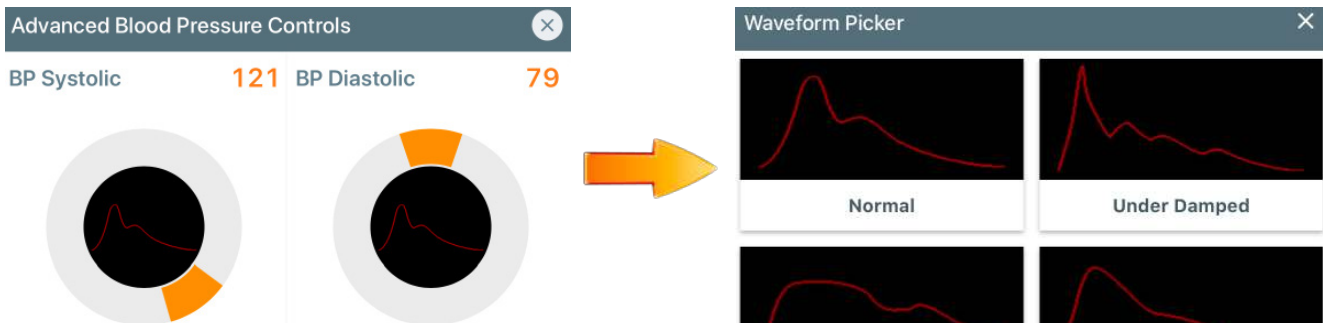 Advanced Blood Pressure Controls
BP Systolic 121 BP Diastolic 79
Waveform Picker
Normal Under Damped